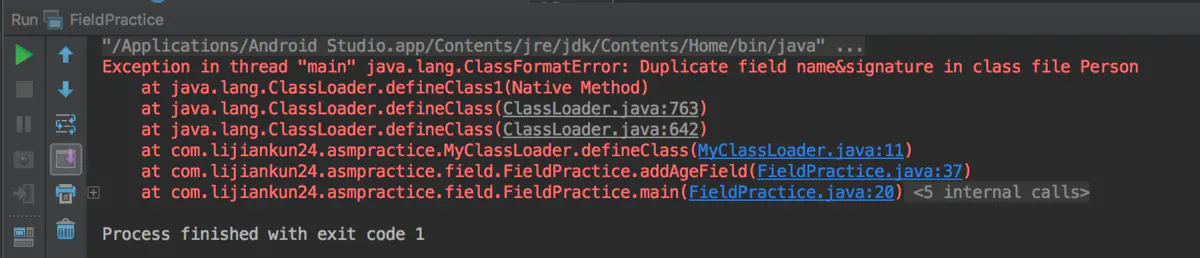 Run FieldPractice
"/Applications/Android Studio.app/Contents/jre/jdk/Contents/Home/bin/java" ...
Exception in thread "main" java.lang.ClassFormatError: Duplicate field name&signature in class file Person
at java.lang.ClassLoader.defineClass1(Native Method)
at java.lang.ClassLoader.defineClass(ClassLoader.java:763)
at java.lang.ClassLoader.defineClass(ClassLoader.java:642)
at com.lijiankun24.asmpractice.MyClassLoader.defineClass(MyClassLoader.java:11)
at com.lijiankun24.asmpractice.field.FieldPractice.addAgeField(FieldPractice.java:37)
at com.lijiankun24.asmpractice.field.FieldPractice.main(FieldPractice.java:20) <5 internal calls>
Process finished with exit code 1